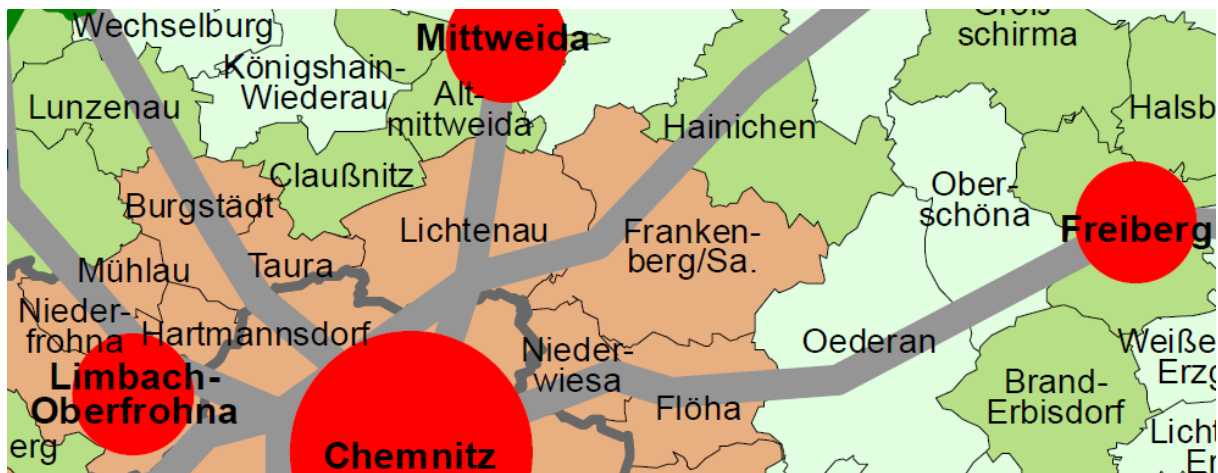 Wechselburg
Mittweida
schirma
Königshain-
Wiederau
Lunzenau
Alt-
mittweida
Hainichen
Halsb
Claußnitz
Burgstädt
Ober-
schöna
Lichtenau
Franken-
berg/Sa.
Freiberg
Mühlau
Taura
Nieder-
frohna
Hartmannsdorf
Nieder-
wiesa
Oederan
Weiße
Erzg
Limbach-
Oberfrohna
Flöha
Brand-
Erbisdorf
Licht
Er
erg
Chemnitz